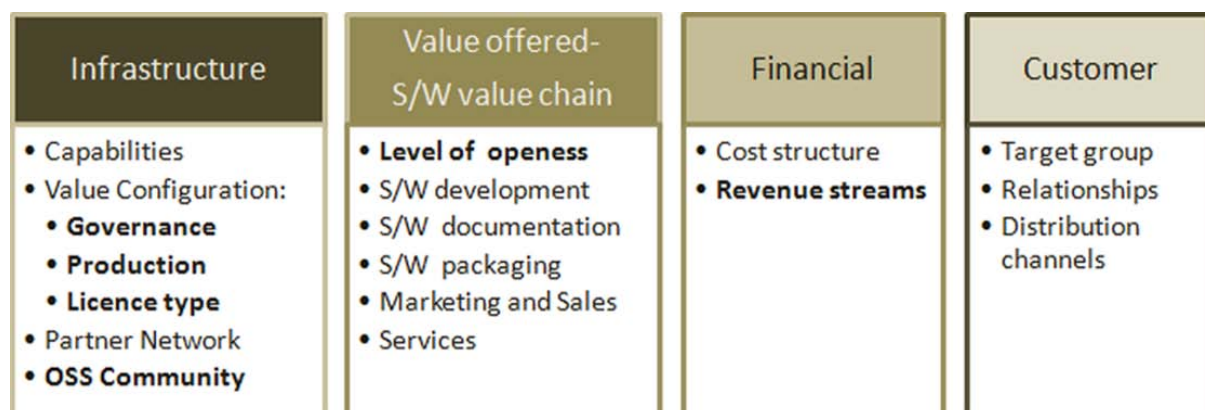 Infrastructure
• Capabilities
• Value Configuration:
• Governance
• Production
• Licence type
• Partner Network
• OSS Community
Value offered-
S/W value chain
• Level of openess
• S/W development
• S/W documentation
• S/W packaging
• Marketing and Sales
• Services
Financial
• Cost structure
• Revenue streams
Customer
• Target group
• Relationships
• Distribution
channels